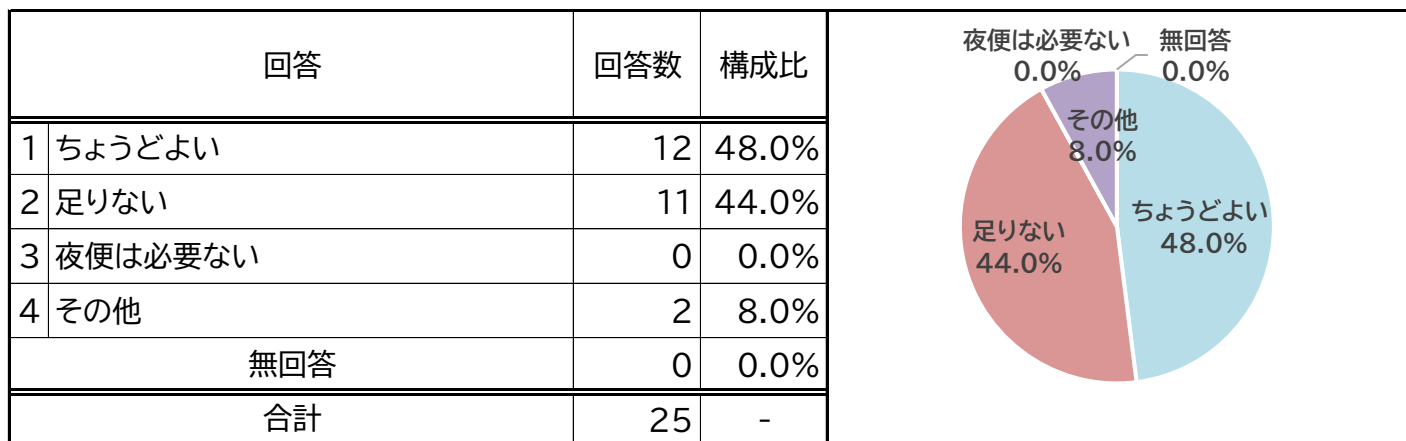 回答 回答数 構成比
1 ちょうどよい 12 48.0%
2 足りない 11 44.0%
3 夜便は必要ない 0 0.0%
4 その他 2 8.0%
無回答 0 0.0%
合計 25 -
夜便は必要ない
0.0%
無回答
0.0%
その他
8.0%
ちょうどよい
48.0%
足りない
44.0%